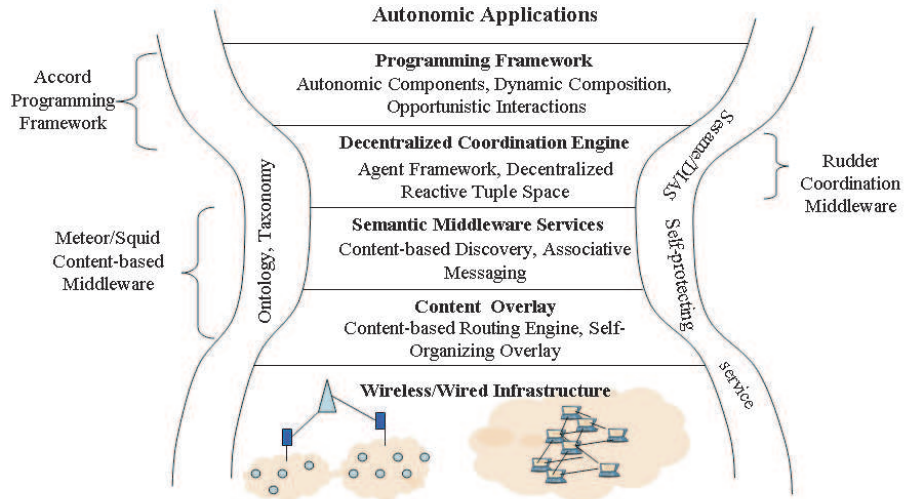 Autonomic Applications
Programming Framework
Autonomic Components, Dynamic Composition,
Opportunistic Interactions
Accord
Programming
Framework
Decentralized Coordination Engine
Agent Framework, Decentralized
Reactive Tuple Space
Rudder
Coordination
Middleware
Semantic Middleware Services
Content-based Discovery, Associative
Messaging
Meteor/Squid
Content-based
Middleware
Content Overlay
Content-based Routing Engine, Self-
Organizing Overlay
Wireless/Wired Infrastructure
Ontology, Taxonomy
Sesame/DIAS
Self-protecting
service